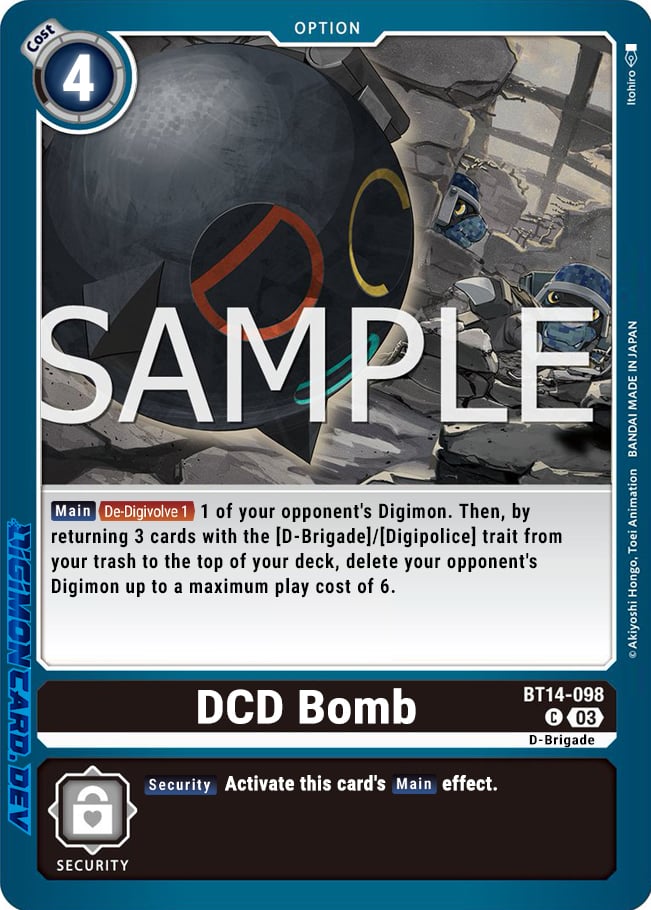 OPTION
Cost
4
Itohiro
D
C
SAMPLE
Main De-Digivolve 1 1 of your opponent's Digimon. Then, by
returning 3 cards with the [D-Brigade]/[Digipolice] trait from
your trash to the top of your deck, delete your opponent's
Digimon up to a maximum play cost of 6.
© Akiyoshi Hongo, Toei Animation BANDAI MADE IN JAPAN
DIGIMONCARD.DEV
DCD Bomb
BT14-098
C 03
D-Brigade
Security Activate this card's Main effect.
SECURITY